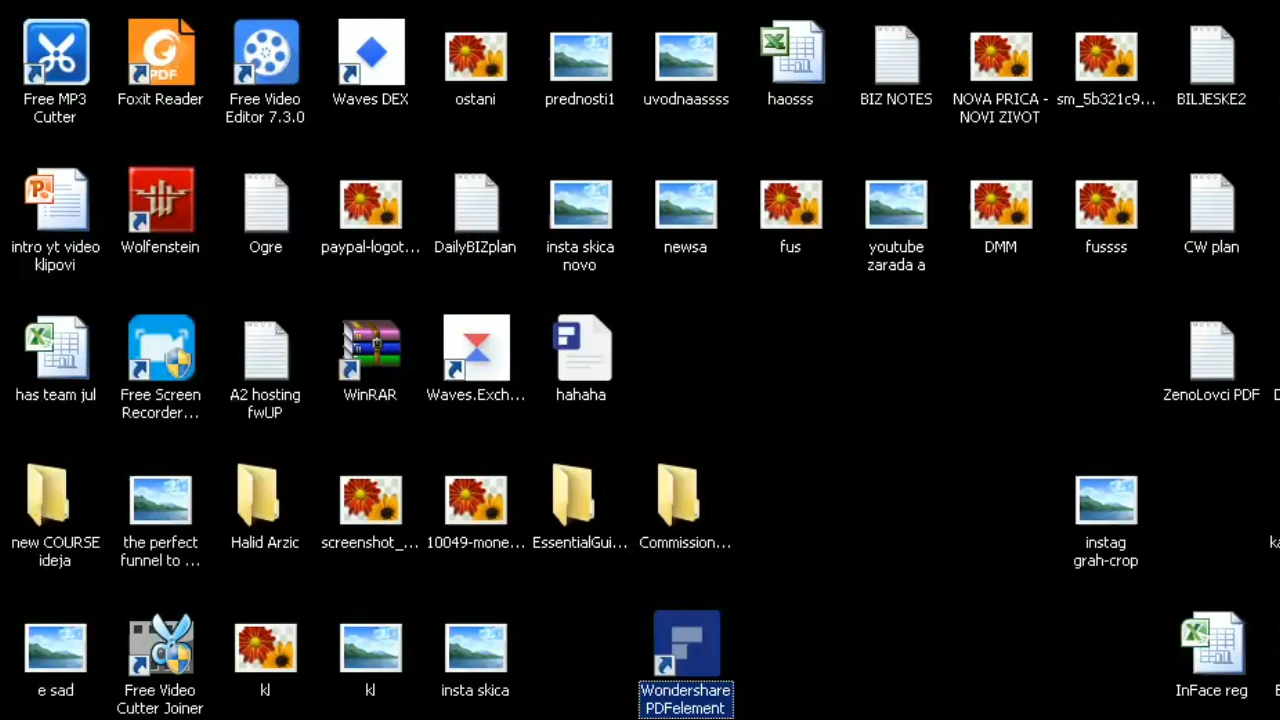 PDF
Free MP3
Cutter
Foxit Reader
Free Video
Editor 7.3.0
Waves DEX
ostani
prednosti1
uvodnaassss
haosss
BIZ NOTES
NOVA PRICA -
NOVI ZIVOT
sm_5b321c9...
BILJESKE2
intro yt video
klipovi
Wolfenstein
Ogre
paypal-logot...
DailyBIZplan
insta skica
novo
newsa
fus
youtube
zarada a
DMM
fussss
CW plan
has team jul
Free Screen
Recorder...
A2 hosting
fwUP
WinRAR
Waves.Exch...
hahaha
ZenoLovci PDF
new COURSE
ideja
the perfect
funnel to ...
Halid Arzic
screenshot_...
10049-mone...
EssentialGui...
Commission...
instag
grah-crop
e sad
Free Video
Cutter Joiner
kl
kl
insta skica
Wondershare
PDFelement
InFace reg